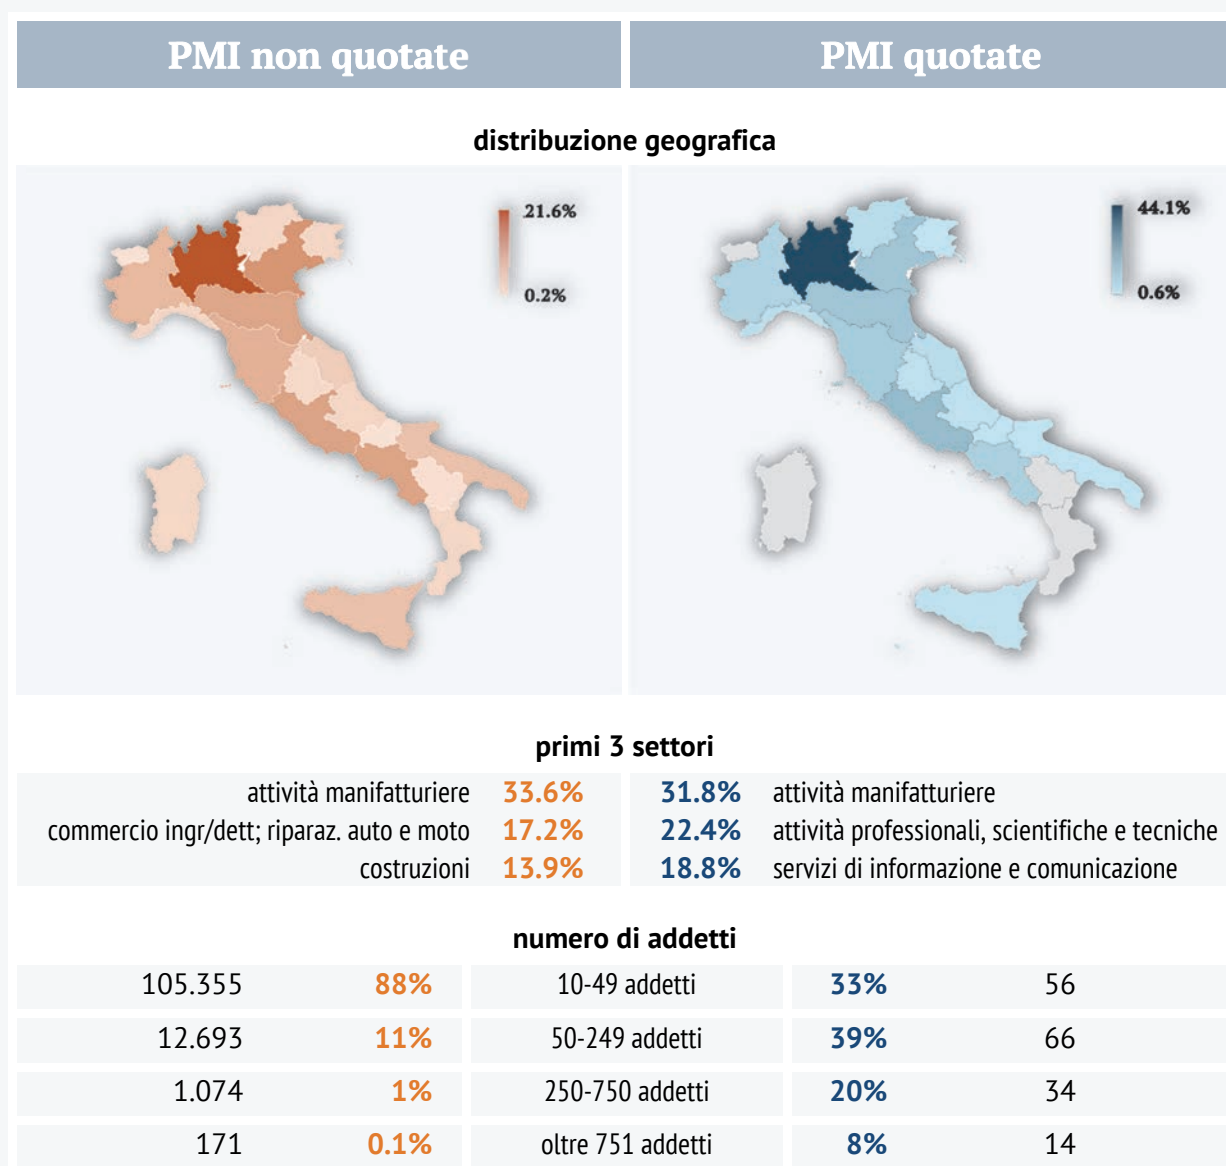 PMI non quotate
PMI quotate
distribuzione geografica
21.6%
0.2%
44.1%
0.6%
primi 3 settori
attività manifatturiere 33.6% 31.8% attività manifatturiere
commercio ingr/dett; riparaz. auto e moto 17.2% 22.4% attività professionali, scientifiche e tecniche
costruzioni 13.9% 18.8% servizi di informazione e comunicazione
numero di addetti
105.355 88% 10-49 addetti 33% 56
12.693 11% 50-249 addetti 39% 66
1.074 1% 250-750 addetti 20% 34
171 0.1% oltre 751 addetti 8% 14